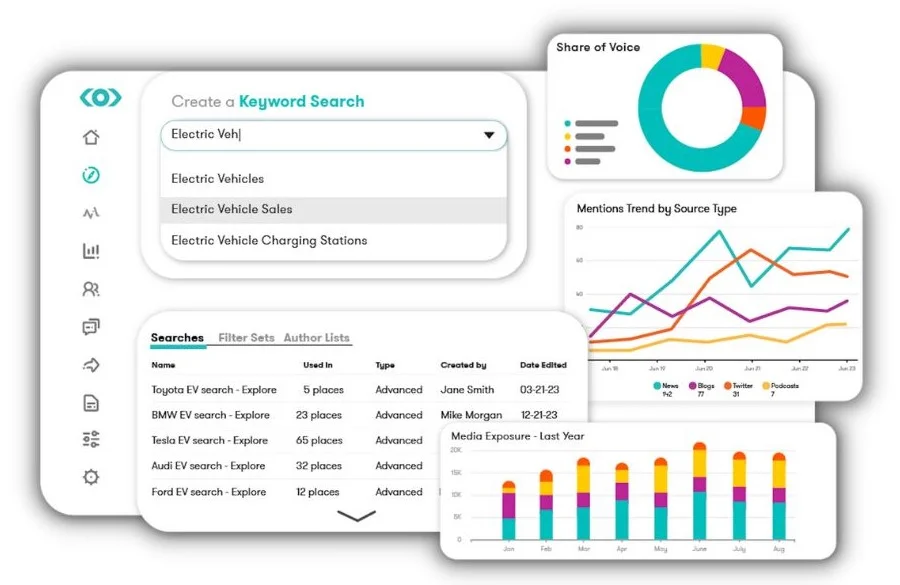 Create a Keyword Search
Electric Veh
Electric Vehicles
Electric Vehicle Sales
Electric Vehicle Charging Stations
Share of Voice
Mentions Trend by Source Type
80
60
40
Jun 18
Jun 19
Jun 20
Jun 21
Jun 22
Jun 23
News
Blogs
Twitter
Podcasts
942
77
31
7
Searches Filter Sets Author Lists
Name Used In Type Created by Date Edited
Toyota EV search - Explore 5 places Advanced Jane Smith 03-21-23
BMW EV search - Explore 23 places Advanced Mike Morgan 12-21-23
Tesla EV search - Explore 65 places Advanced
Audi EV search - Explore 32 places Advanced
Ford EV search - Explore 12 places Advanced
Media Exposure - Last Year
20K
15K
10K
5K
0
Jan
Feb
Mar
Apr
May
June
July
Aug